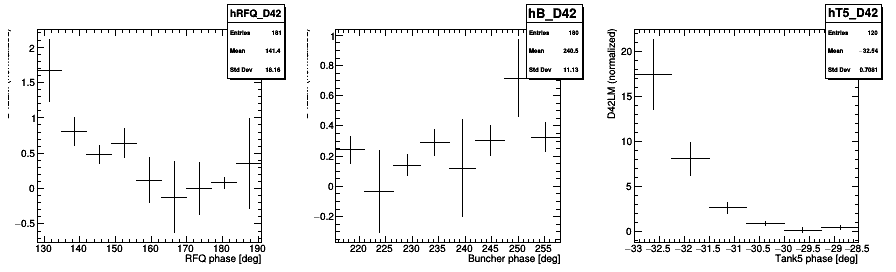 hRFQ_D42
Entries 181
Mean 141.4
Std Dev 18.16
2
1.5
1
0.5
0
−0.5
130 140 150 160 170 180 190
RFQ phase [deg]
hB_D42
Entries 180
Mean 240.5
Std Dev 11.13
1
0.8
0.6
0.4
0.2
0
−0.2
220 225 230 235 240 245 250 255
Buncher phase [deg]
hT5_D42
Entries 120
Mean −32.54
Std Dev 0.7081
D42LM (normalized)
20
15
10
5
0
−33 −32.5 −32 −31.5 −31 −30.5 −30 −29.5 −29 −28.5
Tank5 phase [deg]